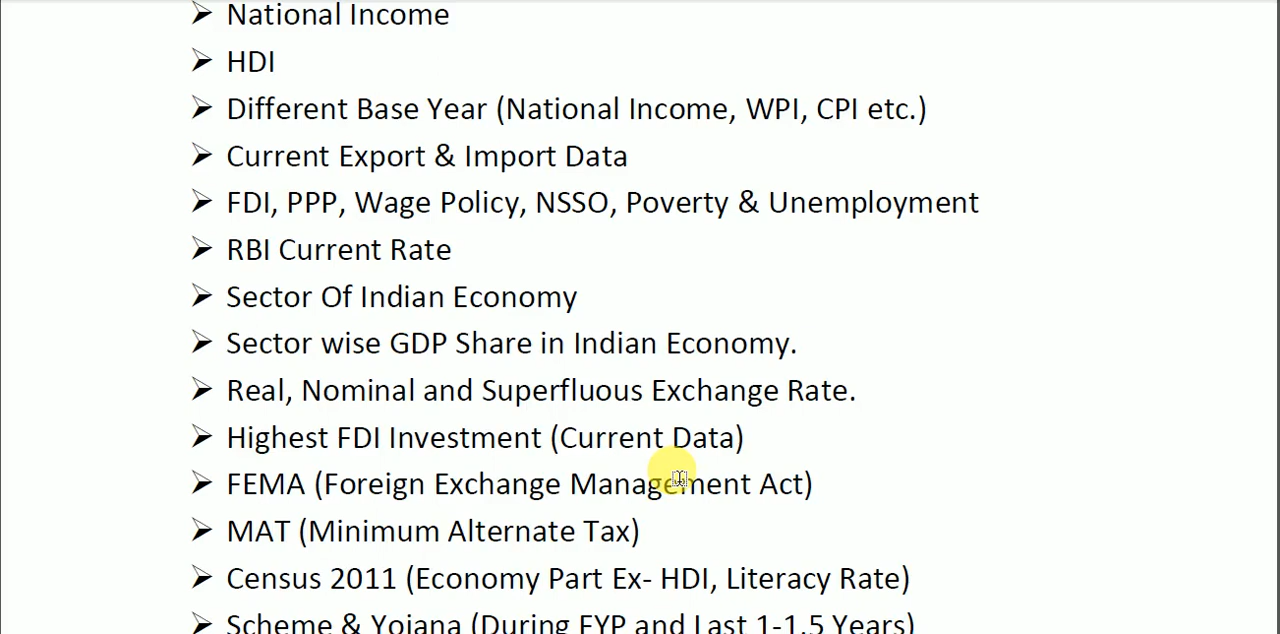 National Income
HDI
Different Base Year (National Income, WPI, CPI etc.)
Current Export & Import Data
FDI, PPP, Wage Policy, NSSO, Poverty & Unemployment
RBI Current Rate
Sector Of Indian Economy
Sector wise GDP Share in Indian Economy.
Real, Nominal and Superfluous Exchange Rate.
Highest FDI Investment (Current Data)
FEMA (Foreign Exchange Management Act)
MAT (Minimum Alternate Tax)
Census 2011 (Economy Part Ex- HDI, Literacy Rate)
Scheme & Yojana (During FYP and Last 1-1.5 Years)